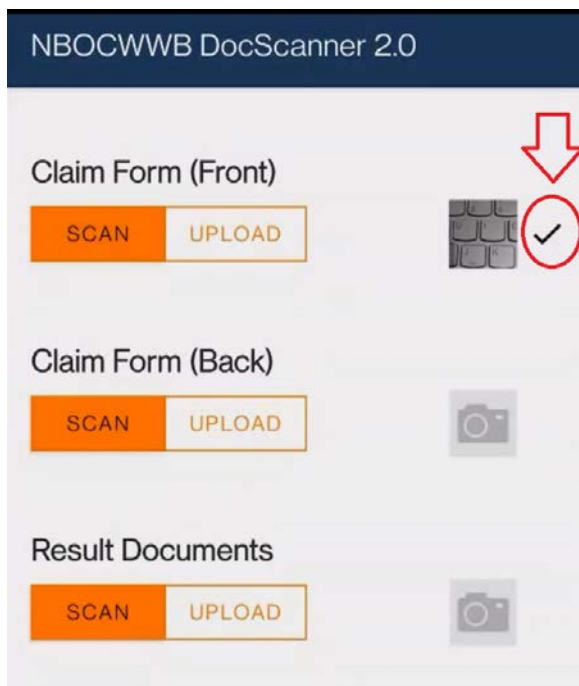 NBOCWWB DocScanner 2.0
Claim Form (Front)
SCAN UPLOAD
Claim Form (Back)
SCAN UPLOAD
Result Documents
SCAN UPLOAD